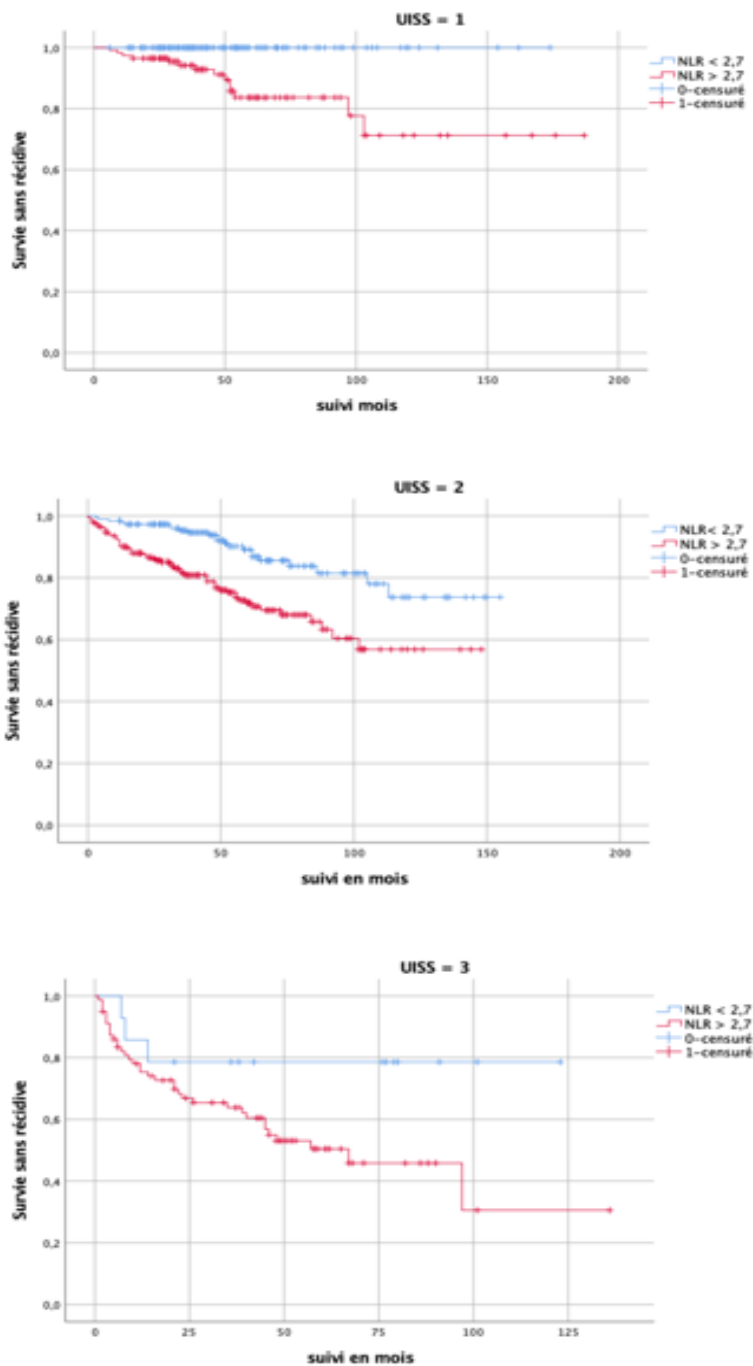 UISS = 1
1,0
0,8
0,6
0,4
0,2
0,0
Survie sans récidive
0 50 100 150 200
suivi mois
NLR < 2,7
NLR > 2,7
0-censuré
1-censuré
UISS = 2
1,0
0,8
0,6
0,4
0,2
0,0
Survie sans récidive
0 50 100 150 200
suivi en mois
NLR< 2,7
NLR > 2,7
0-censuré
1-censuré
UISS = 3
1,0
0,8
0,6
0,4
0,2
0,0
Survie sans récidive
0 25 50 75 100 125
suivi en mois
NLR < 2,7
NLR > 2,7
0-censuré
1-censuré